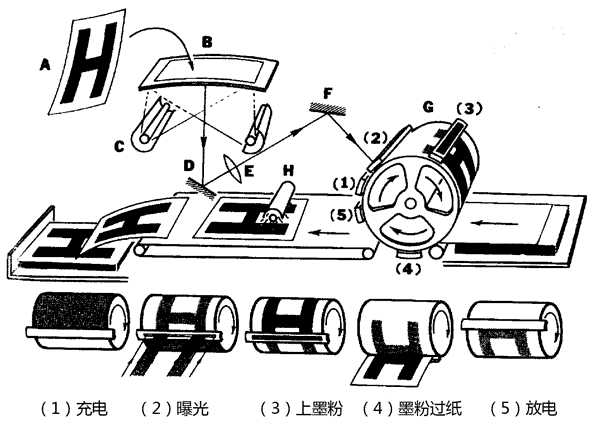 A
B
C
D
E
F
G
H
(1)
(2)
(3)
(4)
(5)
（1）充电 （2）曝光 （3）上墨粉 （4）墨粉过纸 （5）放电